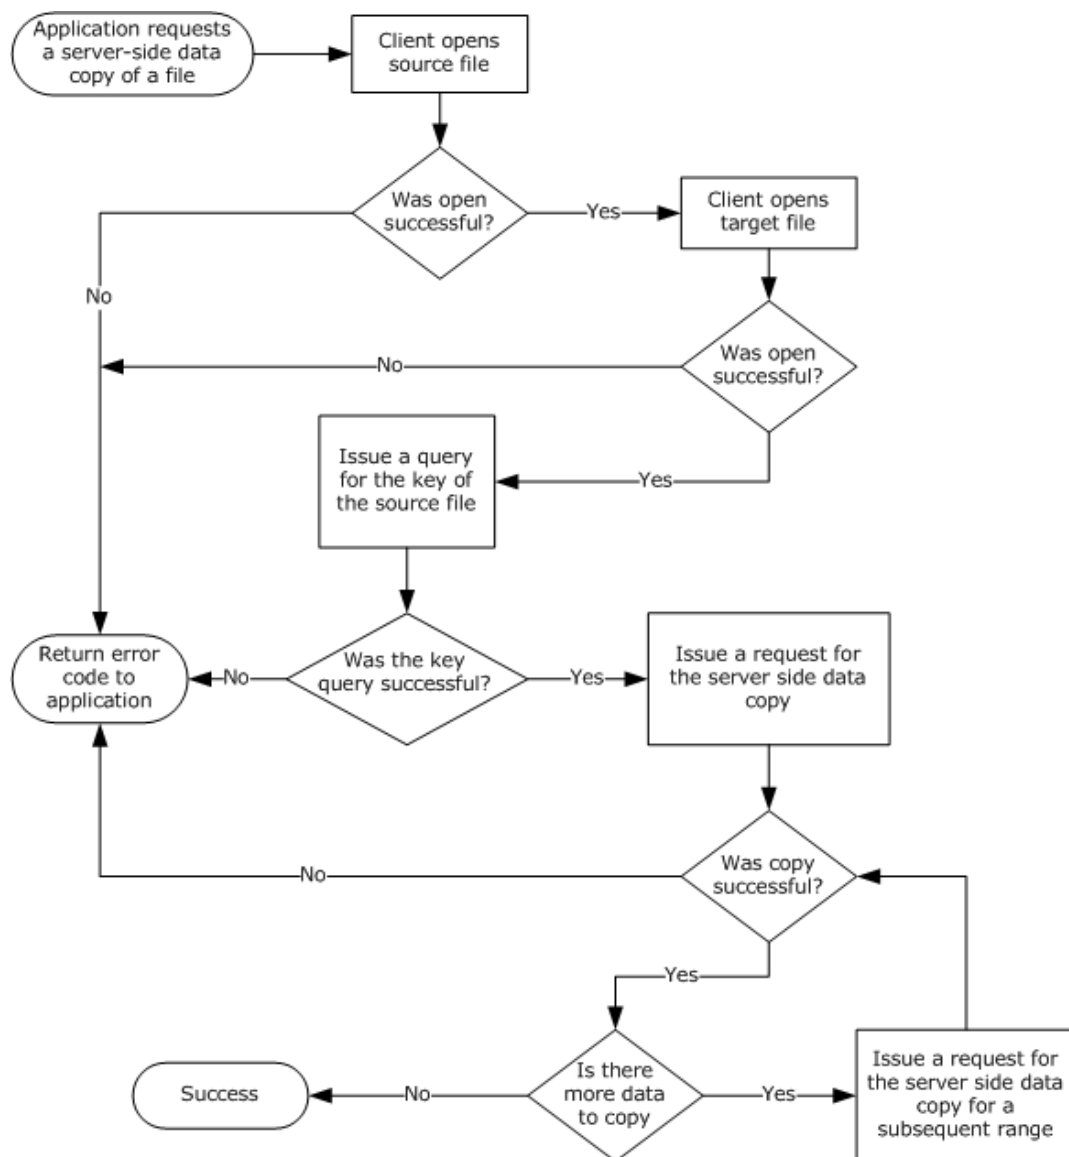 Application requests
a server-side data
copy of a file
Client opens
source file
Was open
successful?
Yes
Client opens
target file
No
Was open
successful?
No
Issue a query
for the key of
the source file
Yes
Return error
code to
application
No
Was the key
query successful?
Yes
Issue a request for
the server side data
copy
Was copy
successful?
No
Yes
Success
No
Is there
more data
to copy
Yes
Issue a request for
the server side data
copy for a
subsequent range